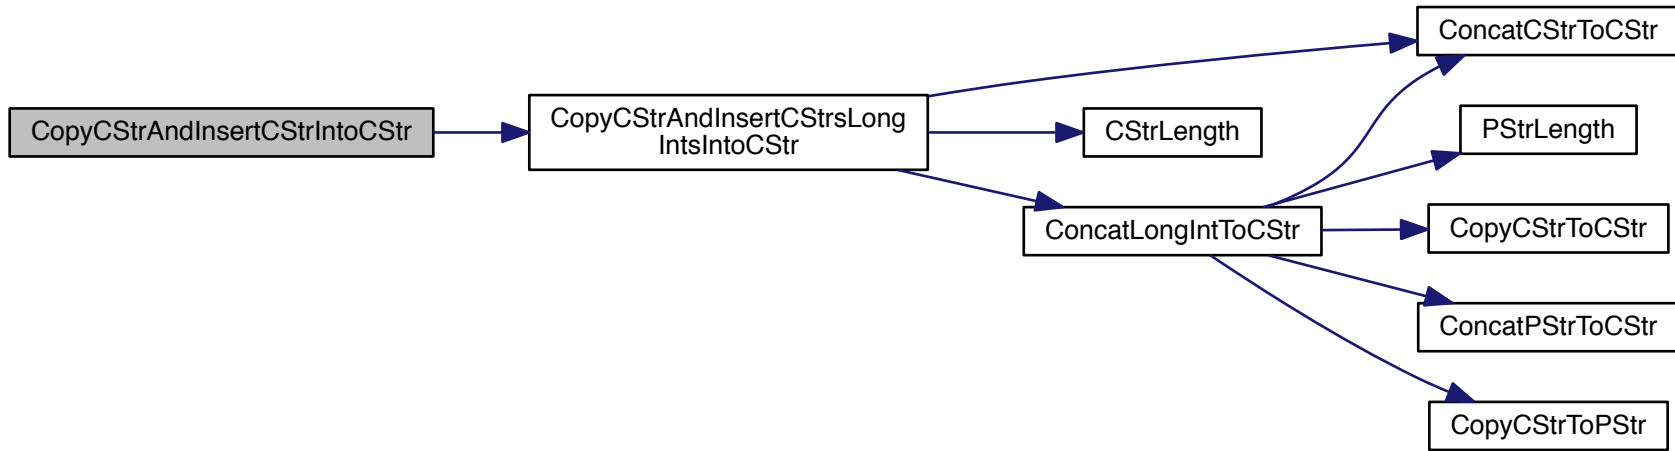 CopyCStrAndInsertCStrIntoCStr
CopyCStrAndInsertCStrsLong
IntsIntoCStr
ConcatCStrToCStr
CStrLength
ConcatLongIntToCStr
PStrLength
CopyCStrToCStr
ConcatPStrToCStr
CopyCStrToPStr